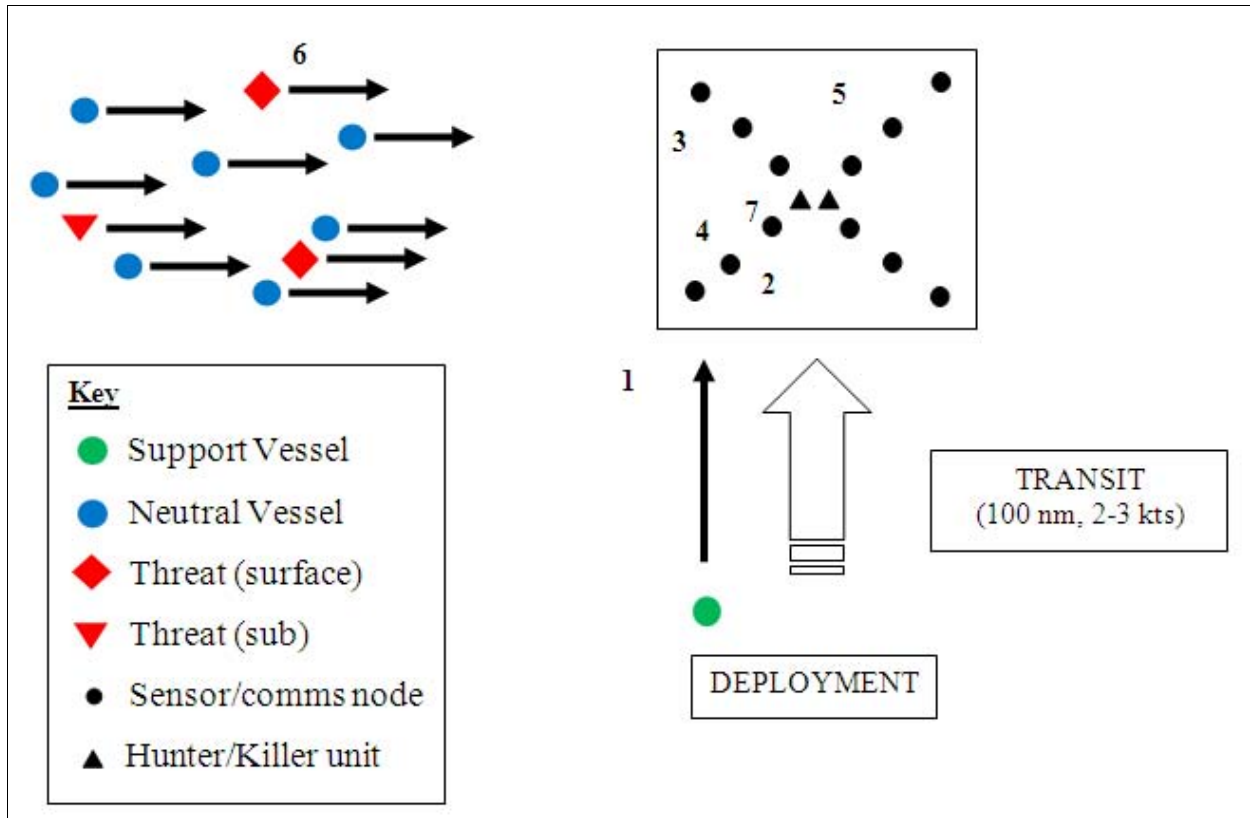 6
5
3
7
4
2
1
Key
Support Vessel
Neutral Vessel
Threat (surface)
Threat (sub)
Sensor/comms node
Hunter/Killer unit
TRANSIT
(100 nm, 2-3 kts)
DEPLOYMENT